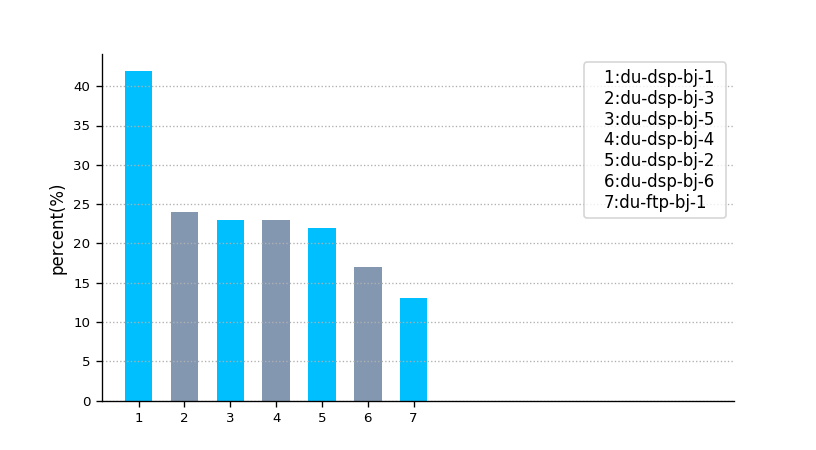 1:du-dsp-bj-1
2:du-dsp-bj-3
3:du-dsp-bj-5
4:du-dsp-bj-4
5:du-dsp-bj-2
6:du-dsp-bj-6
7:du-ftp-bj-1
percent(%)
40
35
30
25
20
15
10
5
0
1 2 3 4 5 6 7